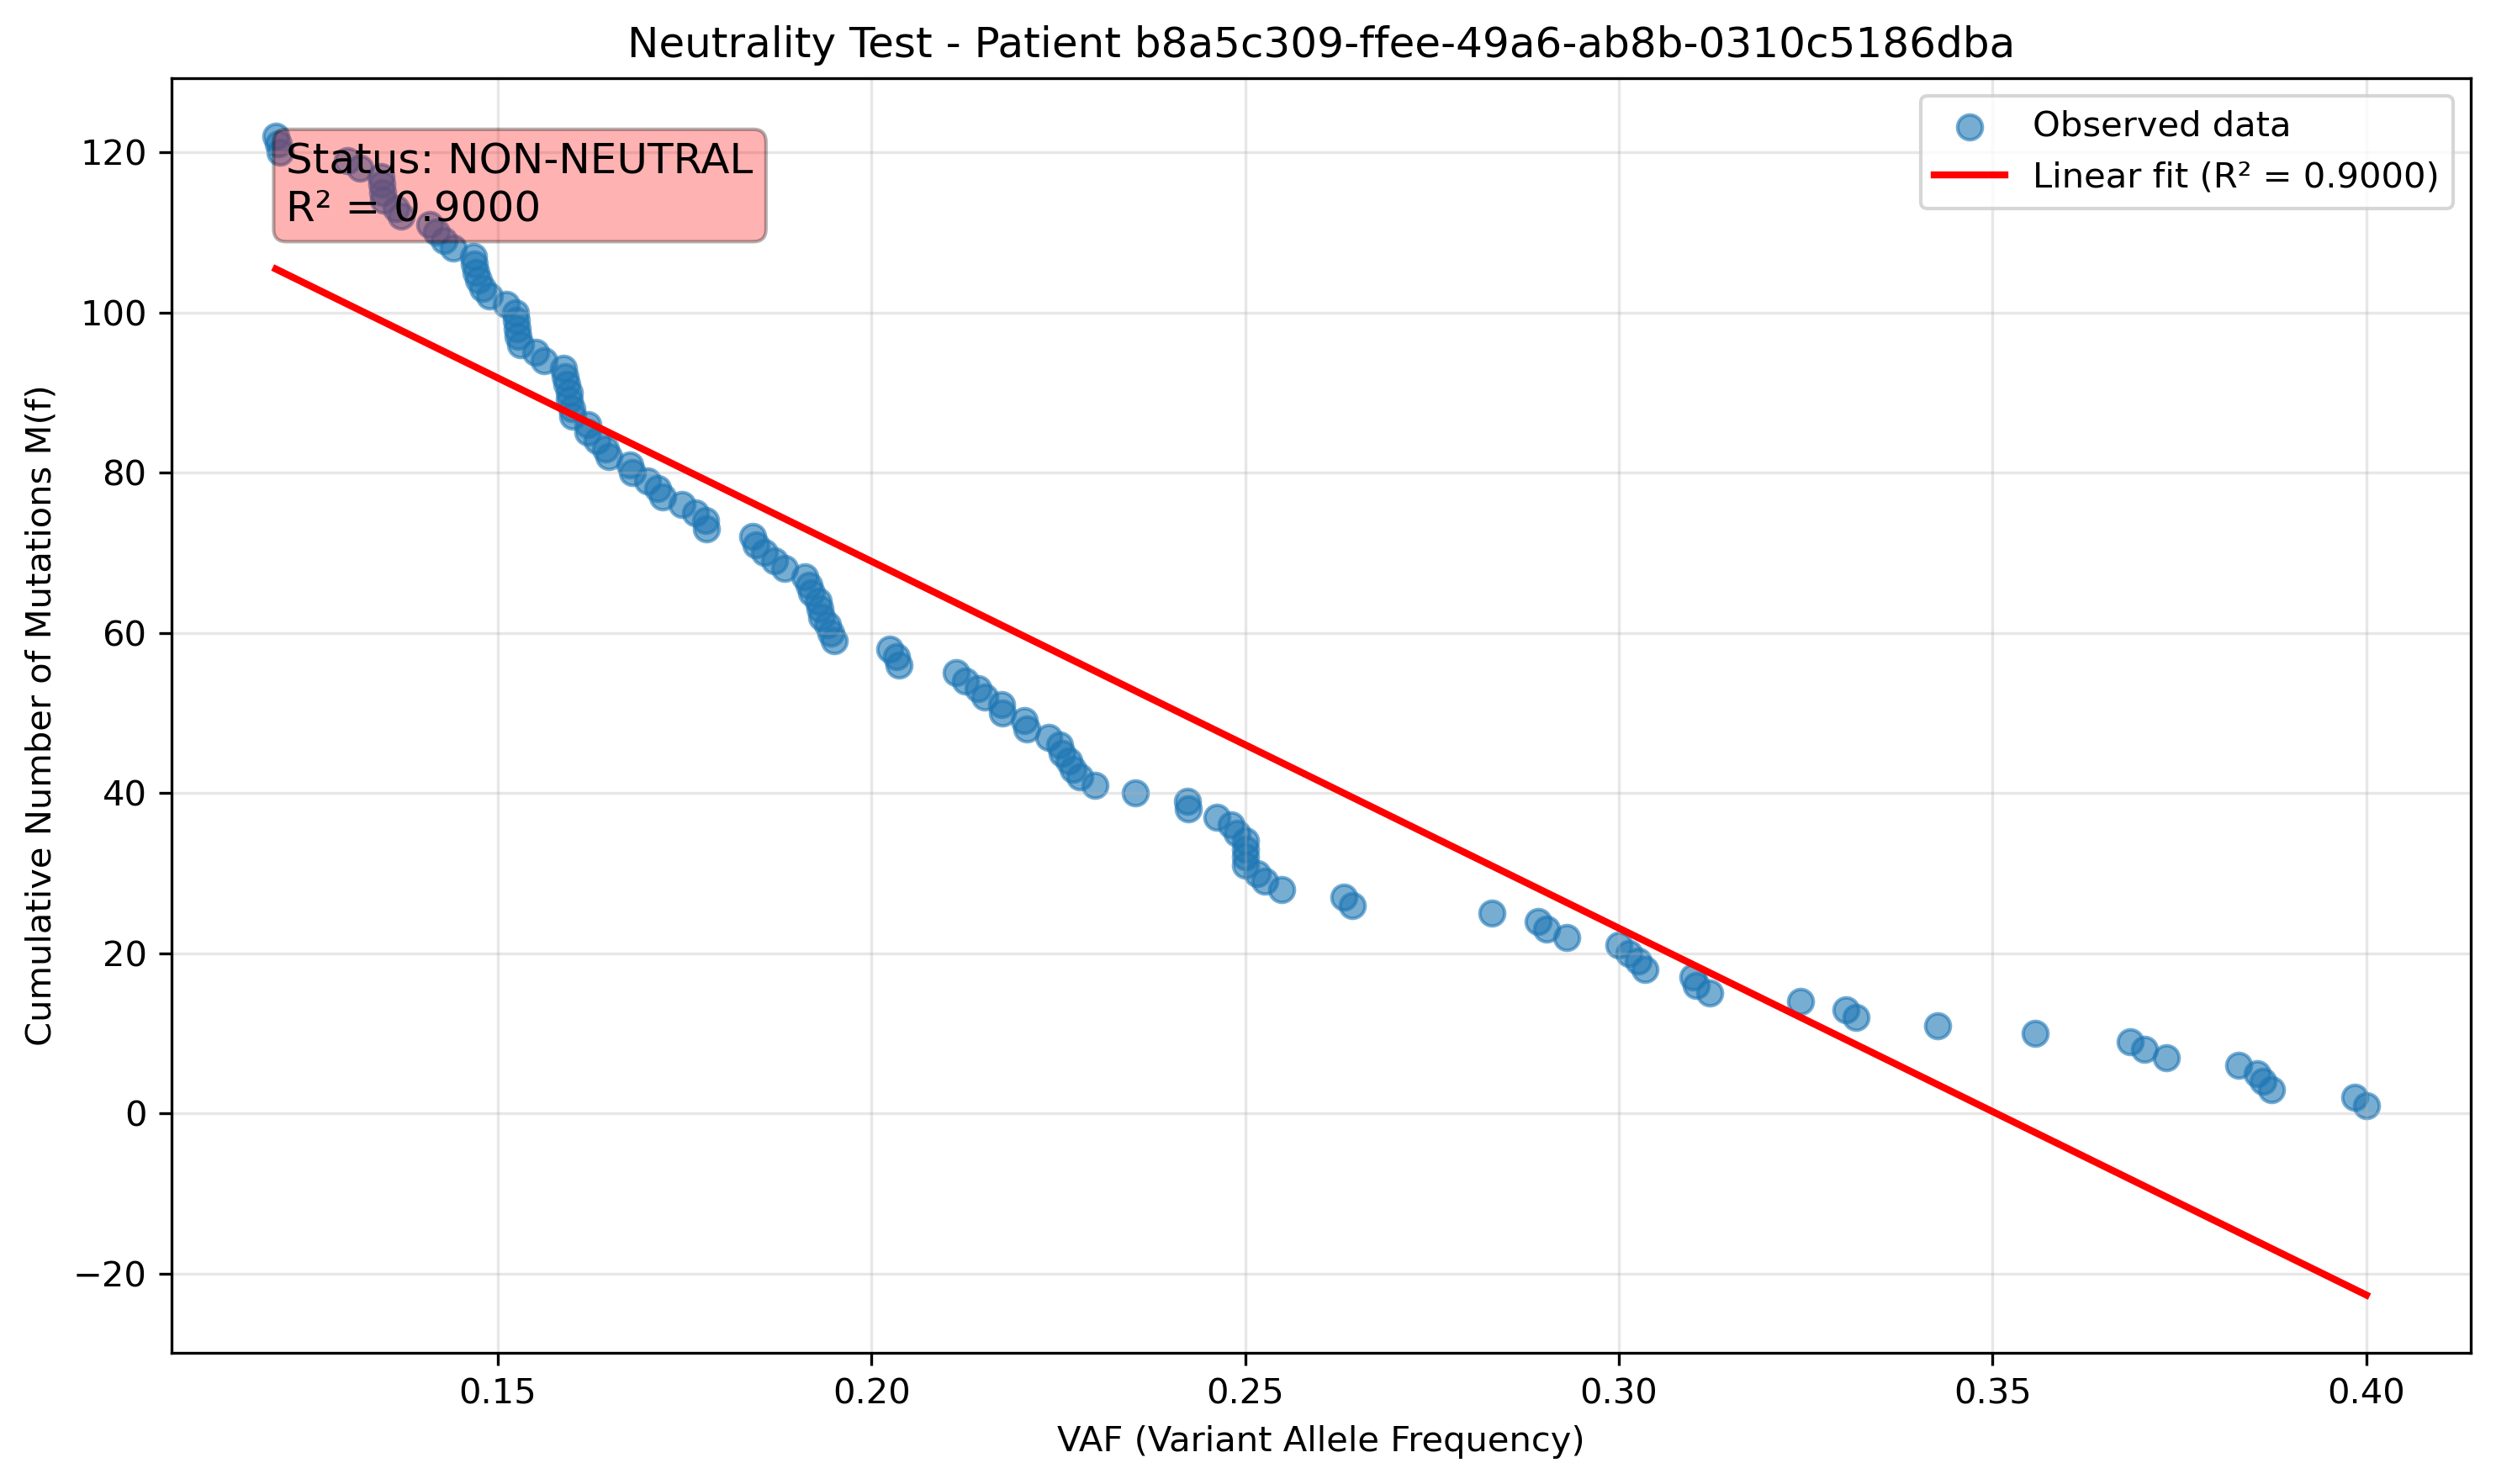 Neutrality Test - Patient b8a5c309-ffee-49a6-ab8b-0310c5186dba
Status: NON-NEUTRAL
R² = 0.9000
Observed data
Linear fit (R² = 0.9000)
Cumulative Number of Mutations M(f)
120
100
80
60
40
20
0
−20
0.15 0.20 0.25 0.30 0.35 0.40
VAF (Variant Allele Frequency)